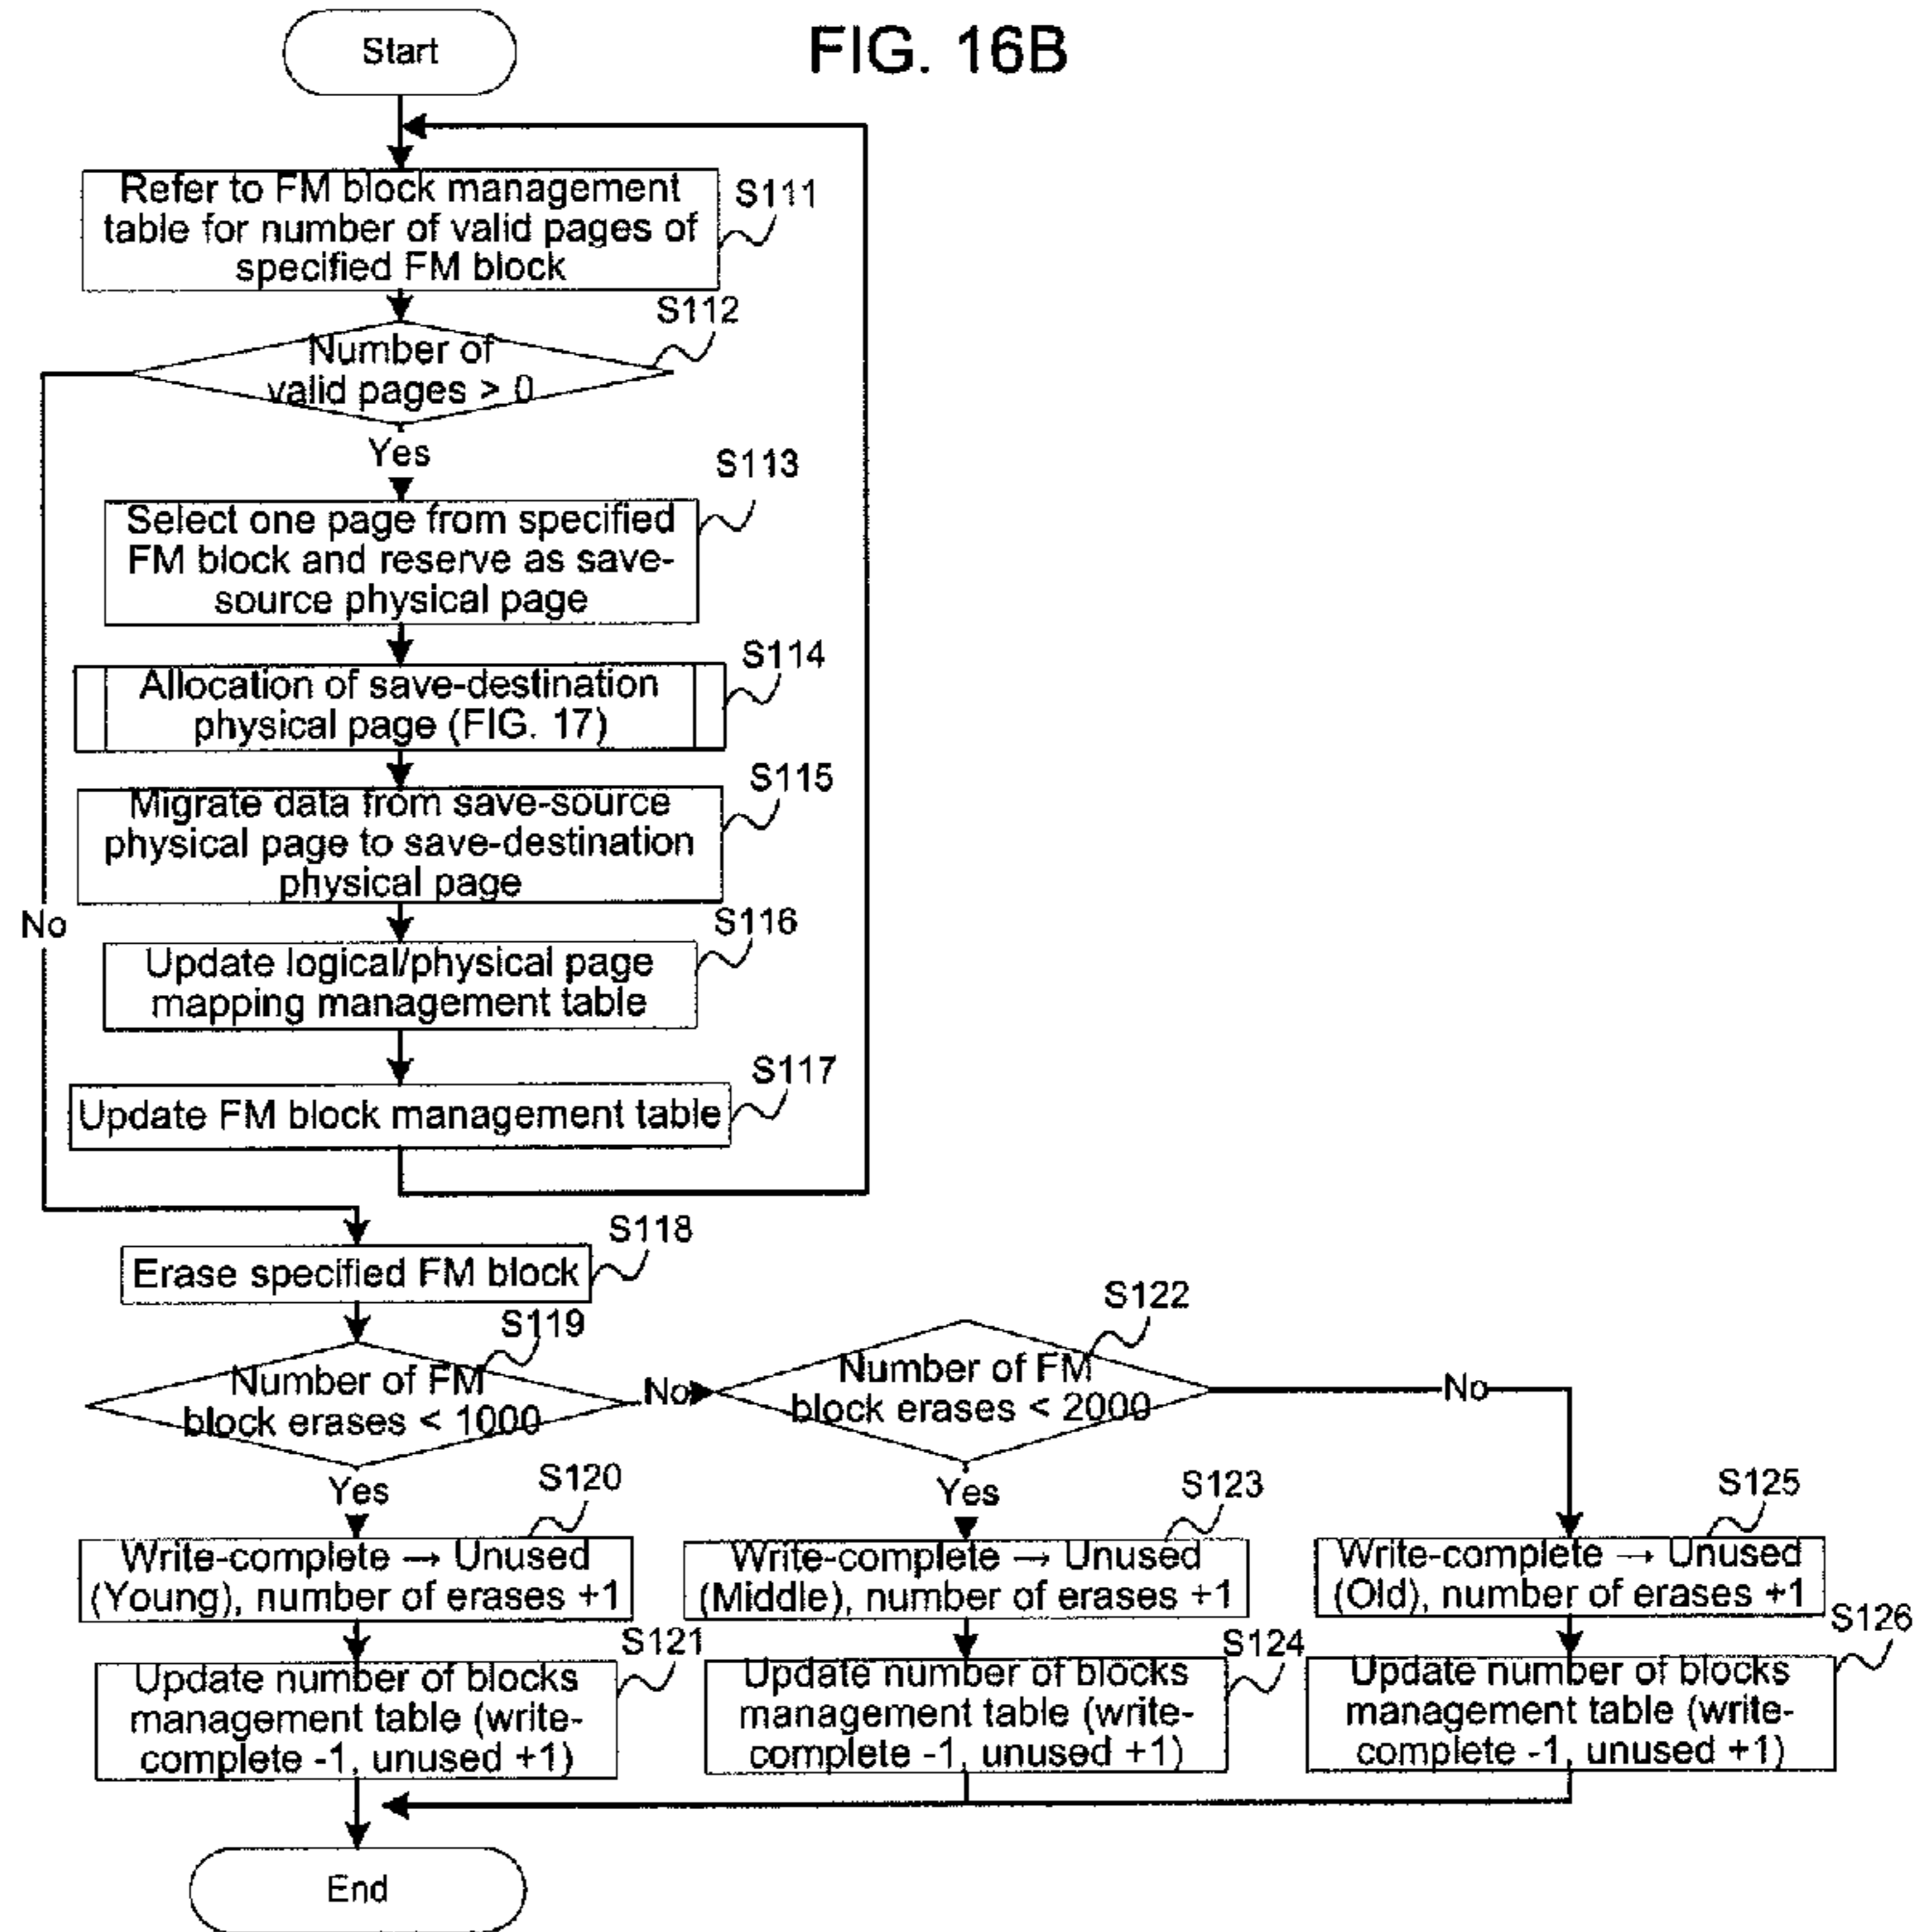 FIG. 16B
Start
Refer to FM block management
table for number of valid pages of
specified FM block
S111
Number of
valid pages > 0
S112
Yes
No
Select one page from specified
FM block and reserve as save-
source physical page
S113
Allocation of save-destination
physical page (FIG. 17)
S114
Migrate data from save-source
physical page to save-destination
physical page
S115
Update logical/physical page
mapping management table
S116
Update FM block management table
S117
Erase specified FM block
S118
Number of FM
block erases < 1000
S119
No
Yes
Number of FM
block erases < 2000
S122
No
Yes
Write-complete → Unused
(Young), number of erases +1
S120
Write-complete → Unused
(Middle), number of erases +1
S123
Write-complete → Unused
(Old), number of erases +1
S125
Update number of blocks
management table (write-
complete -1, unused +1)
S121
Update number of blocks
management table (write-
complete -1, unused +1)
S124
Update number of blocks
management table (write-
complete -1, unused +1)
S126
End